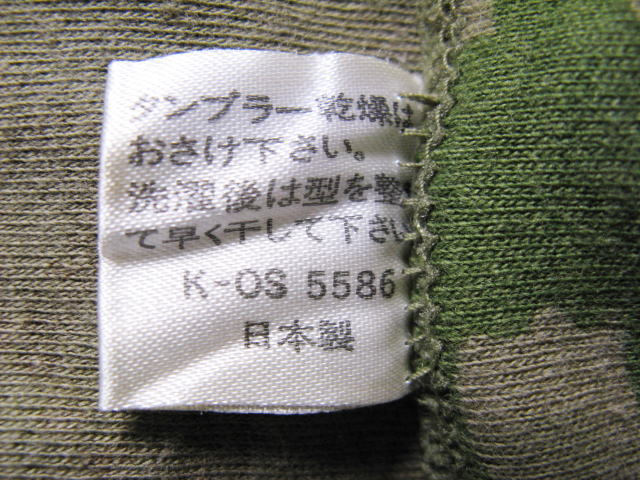 タンブラー乾燥は
おさけ下さい。
洗濯後は型を整
て早く干して下さい
K-OS 5586
日本製